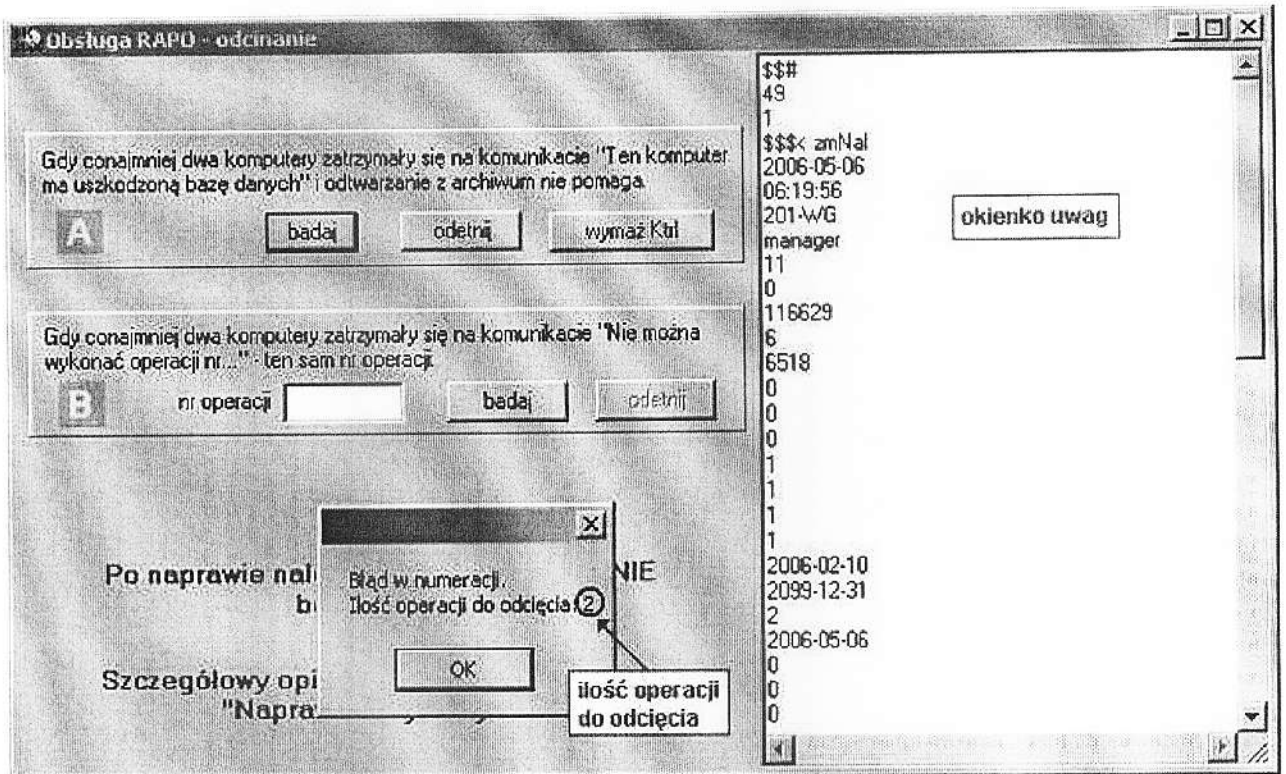 Obsługa RAPO - odcinanie
Gdy conajmniej dwa komputery zatrzymały się na komunikacie "Ten komputer
ma uszkodzoną bazę danych" i odtwarzanie z archiwum nie pomaga.
A
badaj
odetnij
wymaż Ktrl
Gdy conajmniej dwa komputery zatrzymały się na komunikacie "Nie można
wykonać operacji nr..." - ten sam nr operacji.
B
nr operacji
badaj
odetnij
Po naprawie nal
NIE
b
Szczegółowy opi
"Napra
Błąd w numeracji.
Ilość operacji do odcięcia: 2
OK
ilość operacji
do odcięcia
$$#
49
1
$$$< zmNal
2006-05-06
06:19:56
201-WG
manager
11
0
116629
6
6518
0
0
0
1
1
1
1
2006-02-10
2099-12-31
2
2006-05-06
0
0
0
okienko uwag